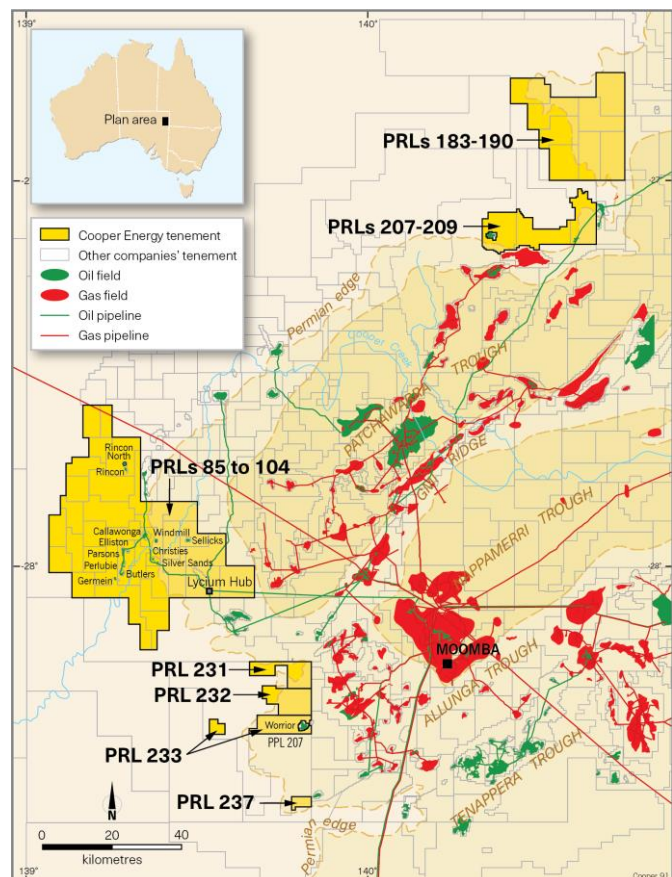 139°
140°
Plan area
PRLs 183-190
-27°
PRLs 207-209
Cooper Energy tenement
Other companies' tenement
Oil field
Gas field
Oil pipeline
Gas pipeline
Permian edge
Cooper Creek
PATCHAWARRA TROUGH
GMI RIDGE
NAPPAMERRI TROUGH
Rincon
North
Rincon
PRLs 85 to 104
Callawonga
Windmill
Elliston
Sellicks
Parsons
Christies
Perlubie
Silver Sands
Germein
Butlers
Lycium Hub
-28°
-28°
MOOMBA
ALLUNGA TROUGH
PRL 231
PRL 232
Worrior
PPL 207
PRL 233
TENAPPERA TROUGH
PRL 237
Permian edge
N
0 20 40
kilometres
139°
140°